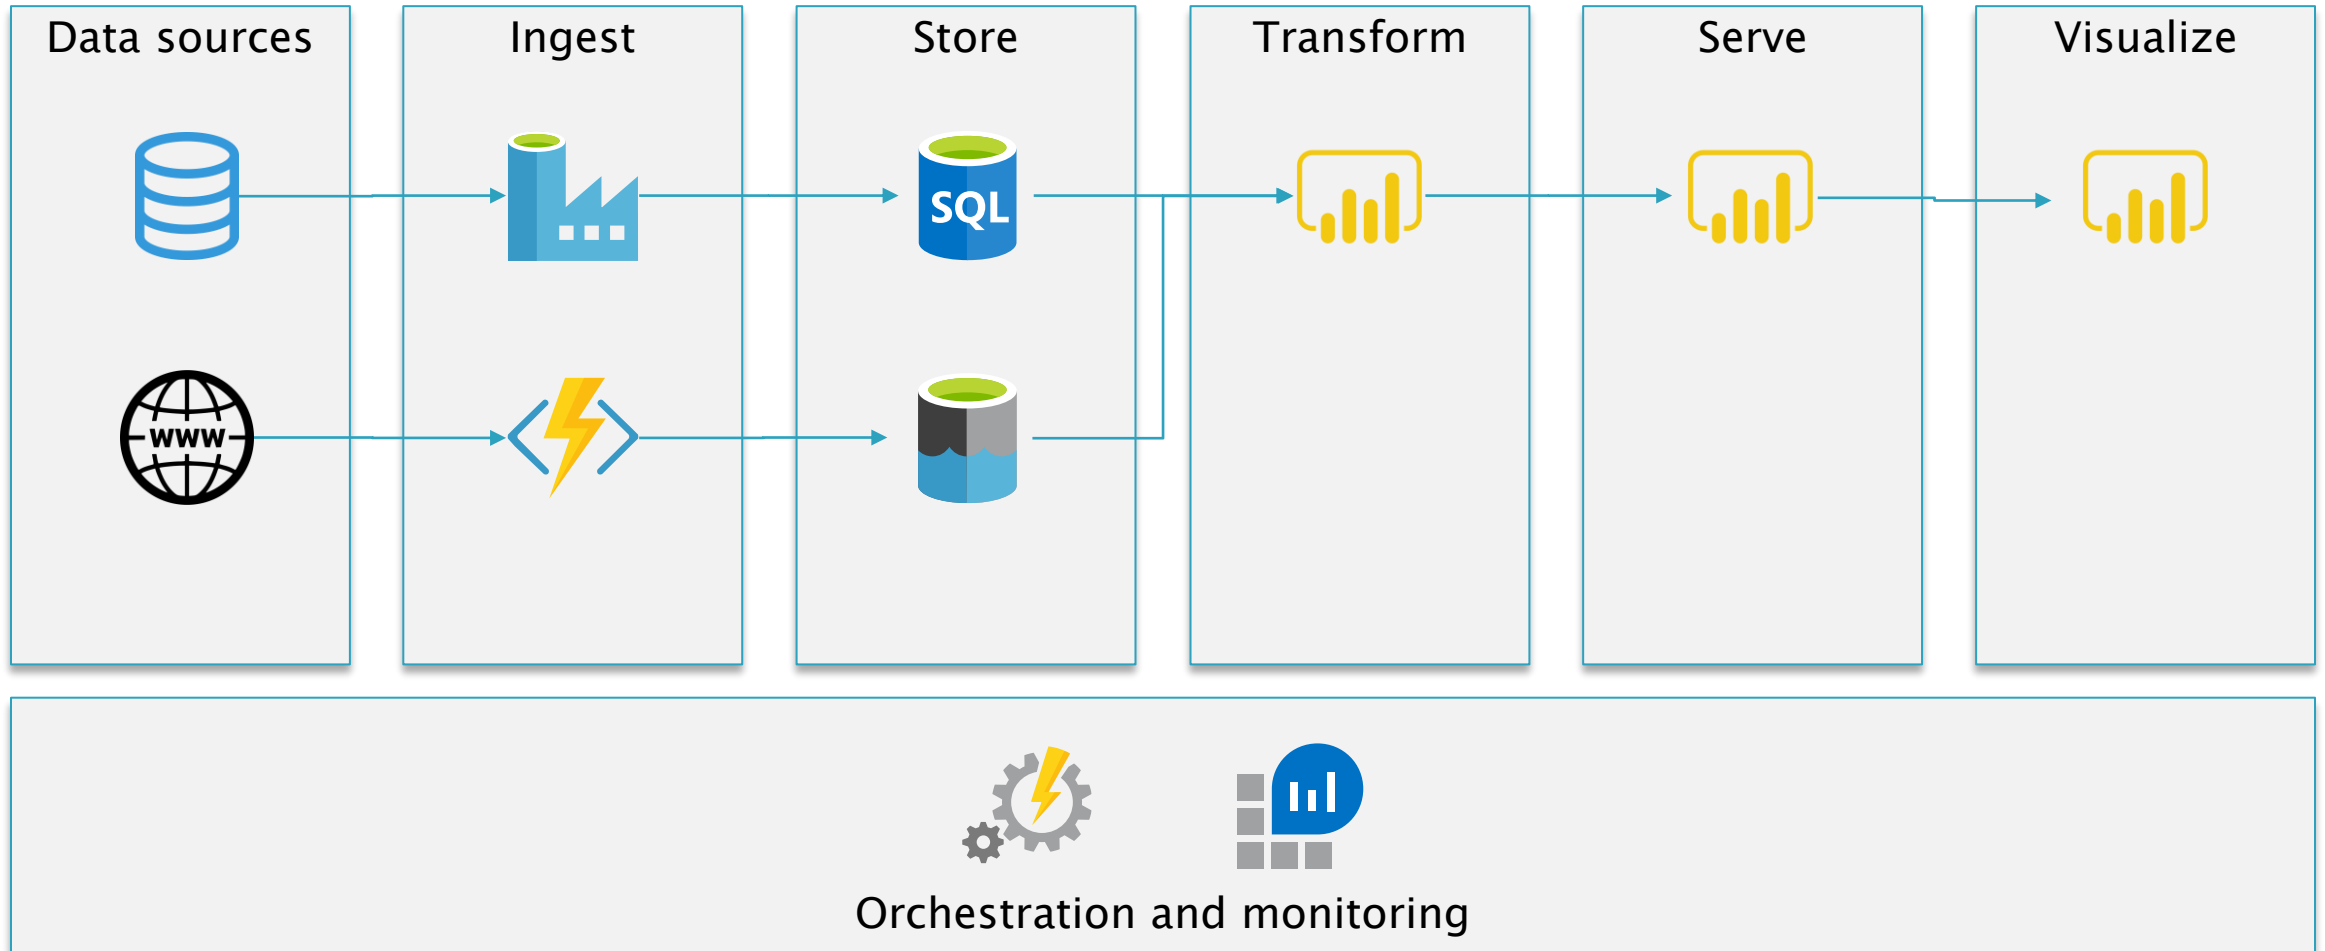 Data sources
Ingest
Store
Transform
Serve
Visualize
SQL
www
Orchestration and monitoring